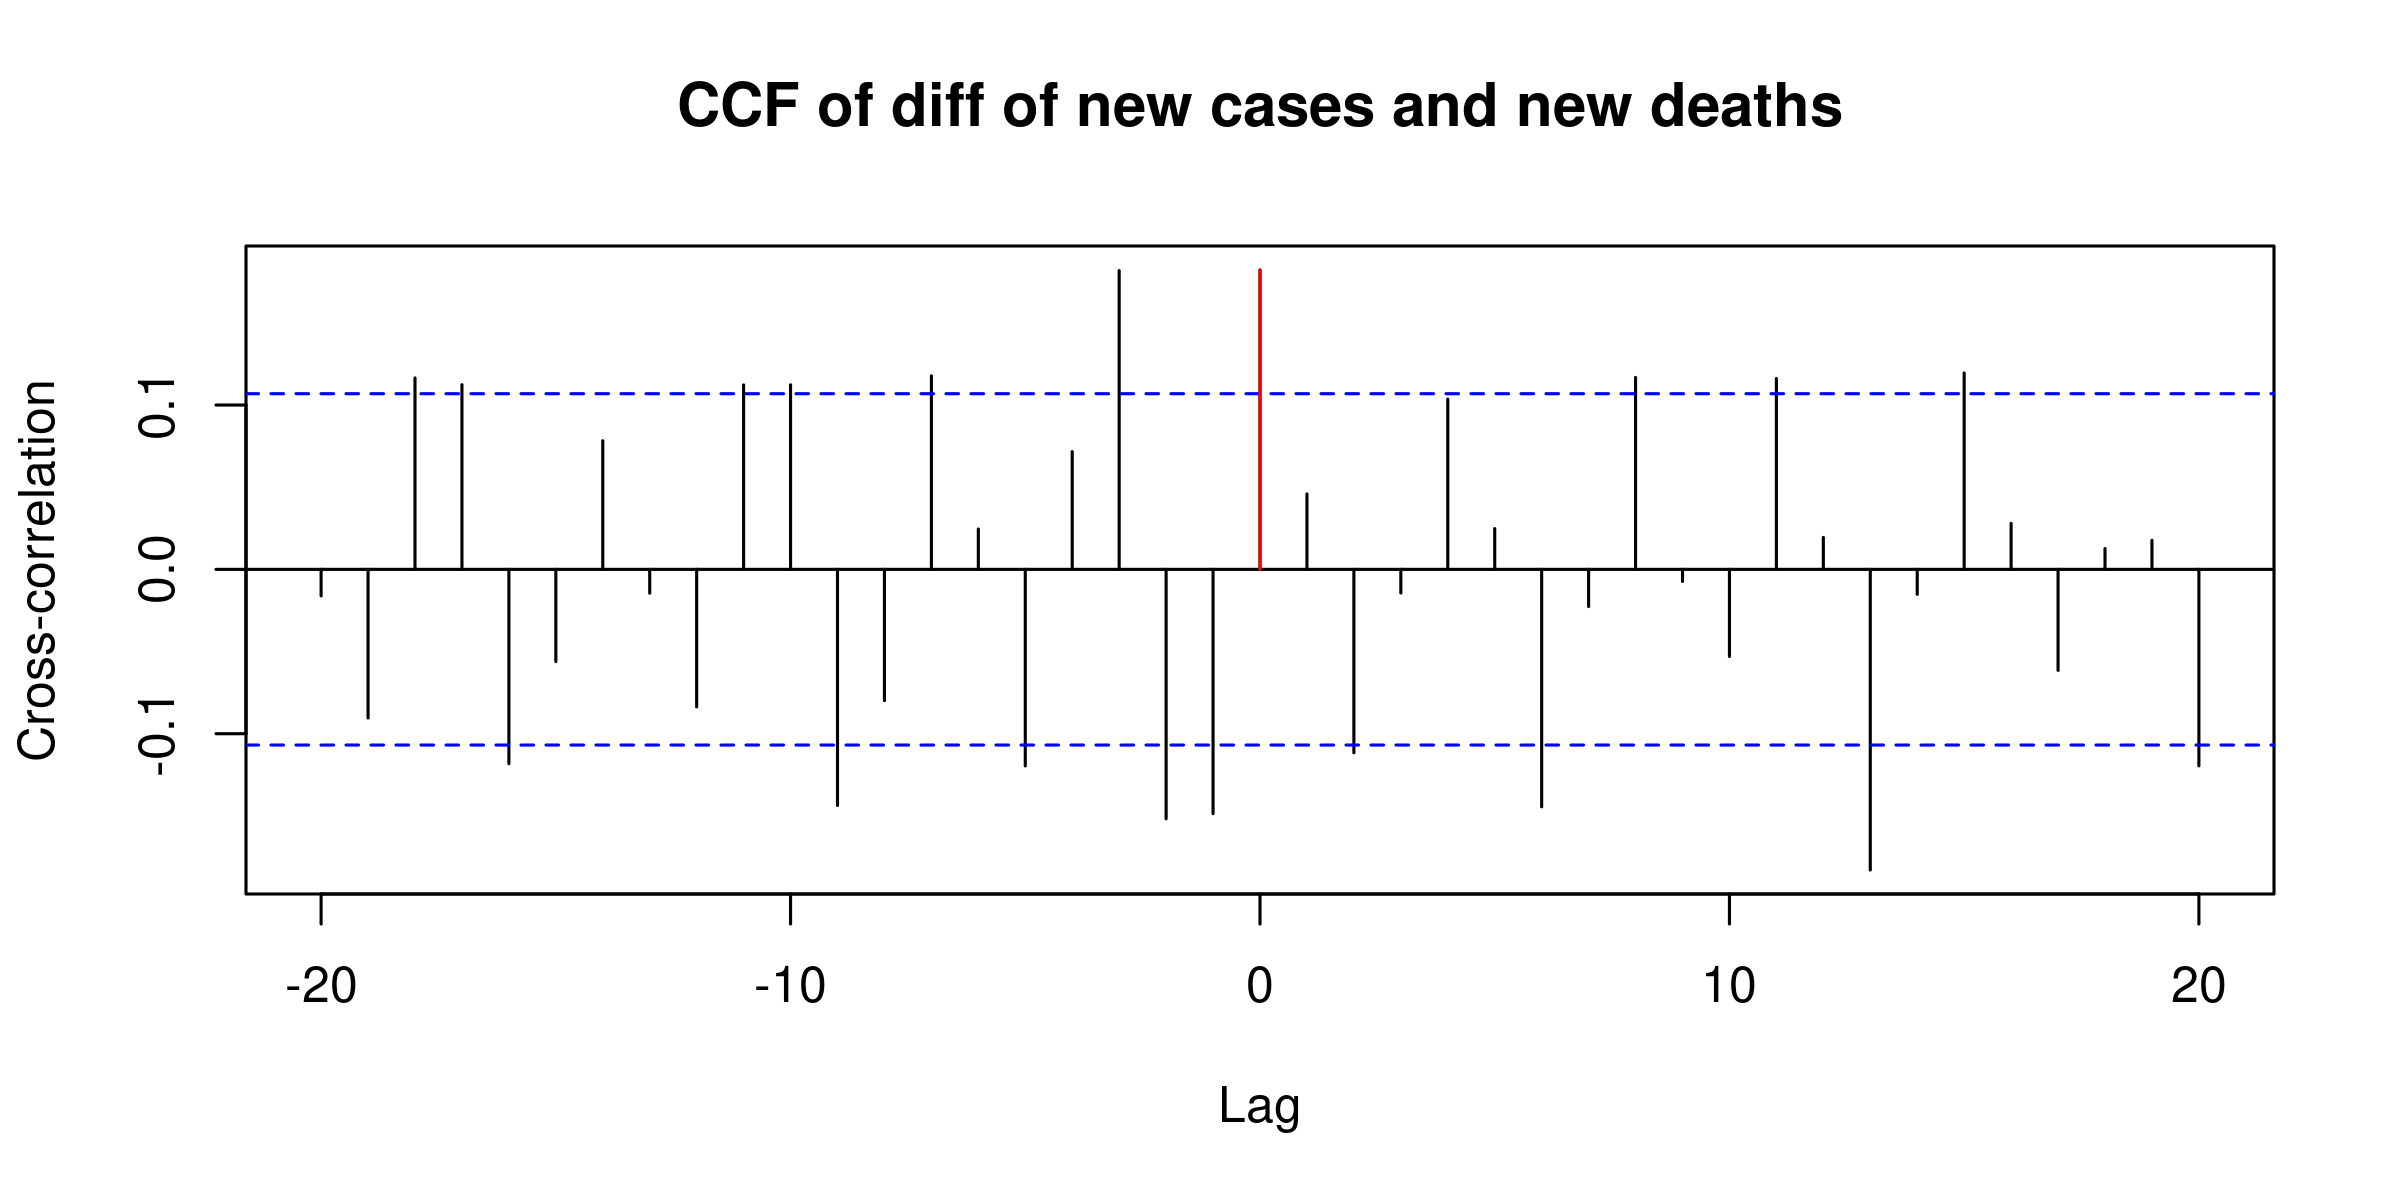 CCF of diff of new cases and new deaths
Cross-correlation
0.1
0.0
-0.1
-20
-10
0
10
20
Lag